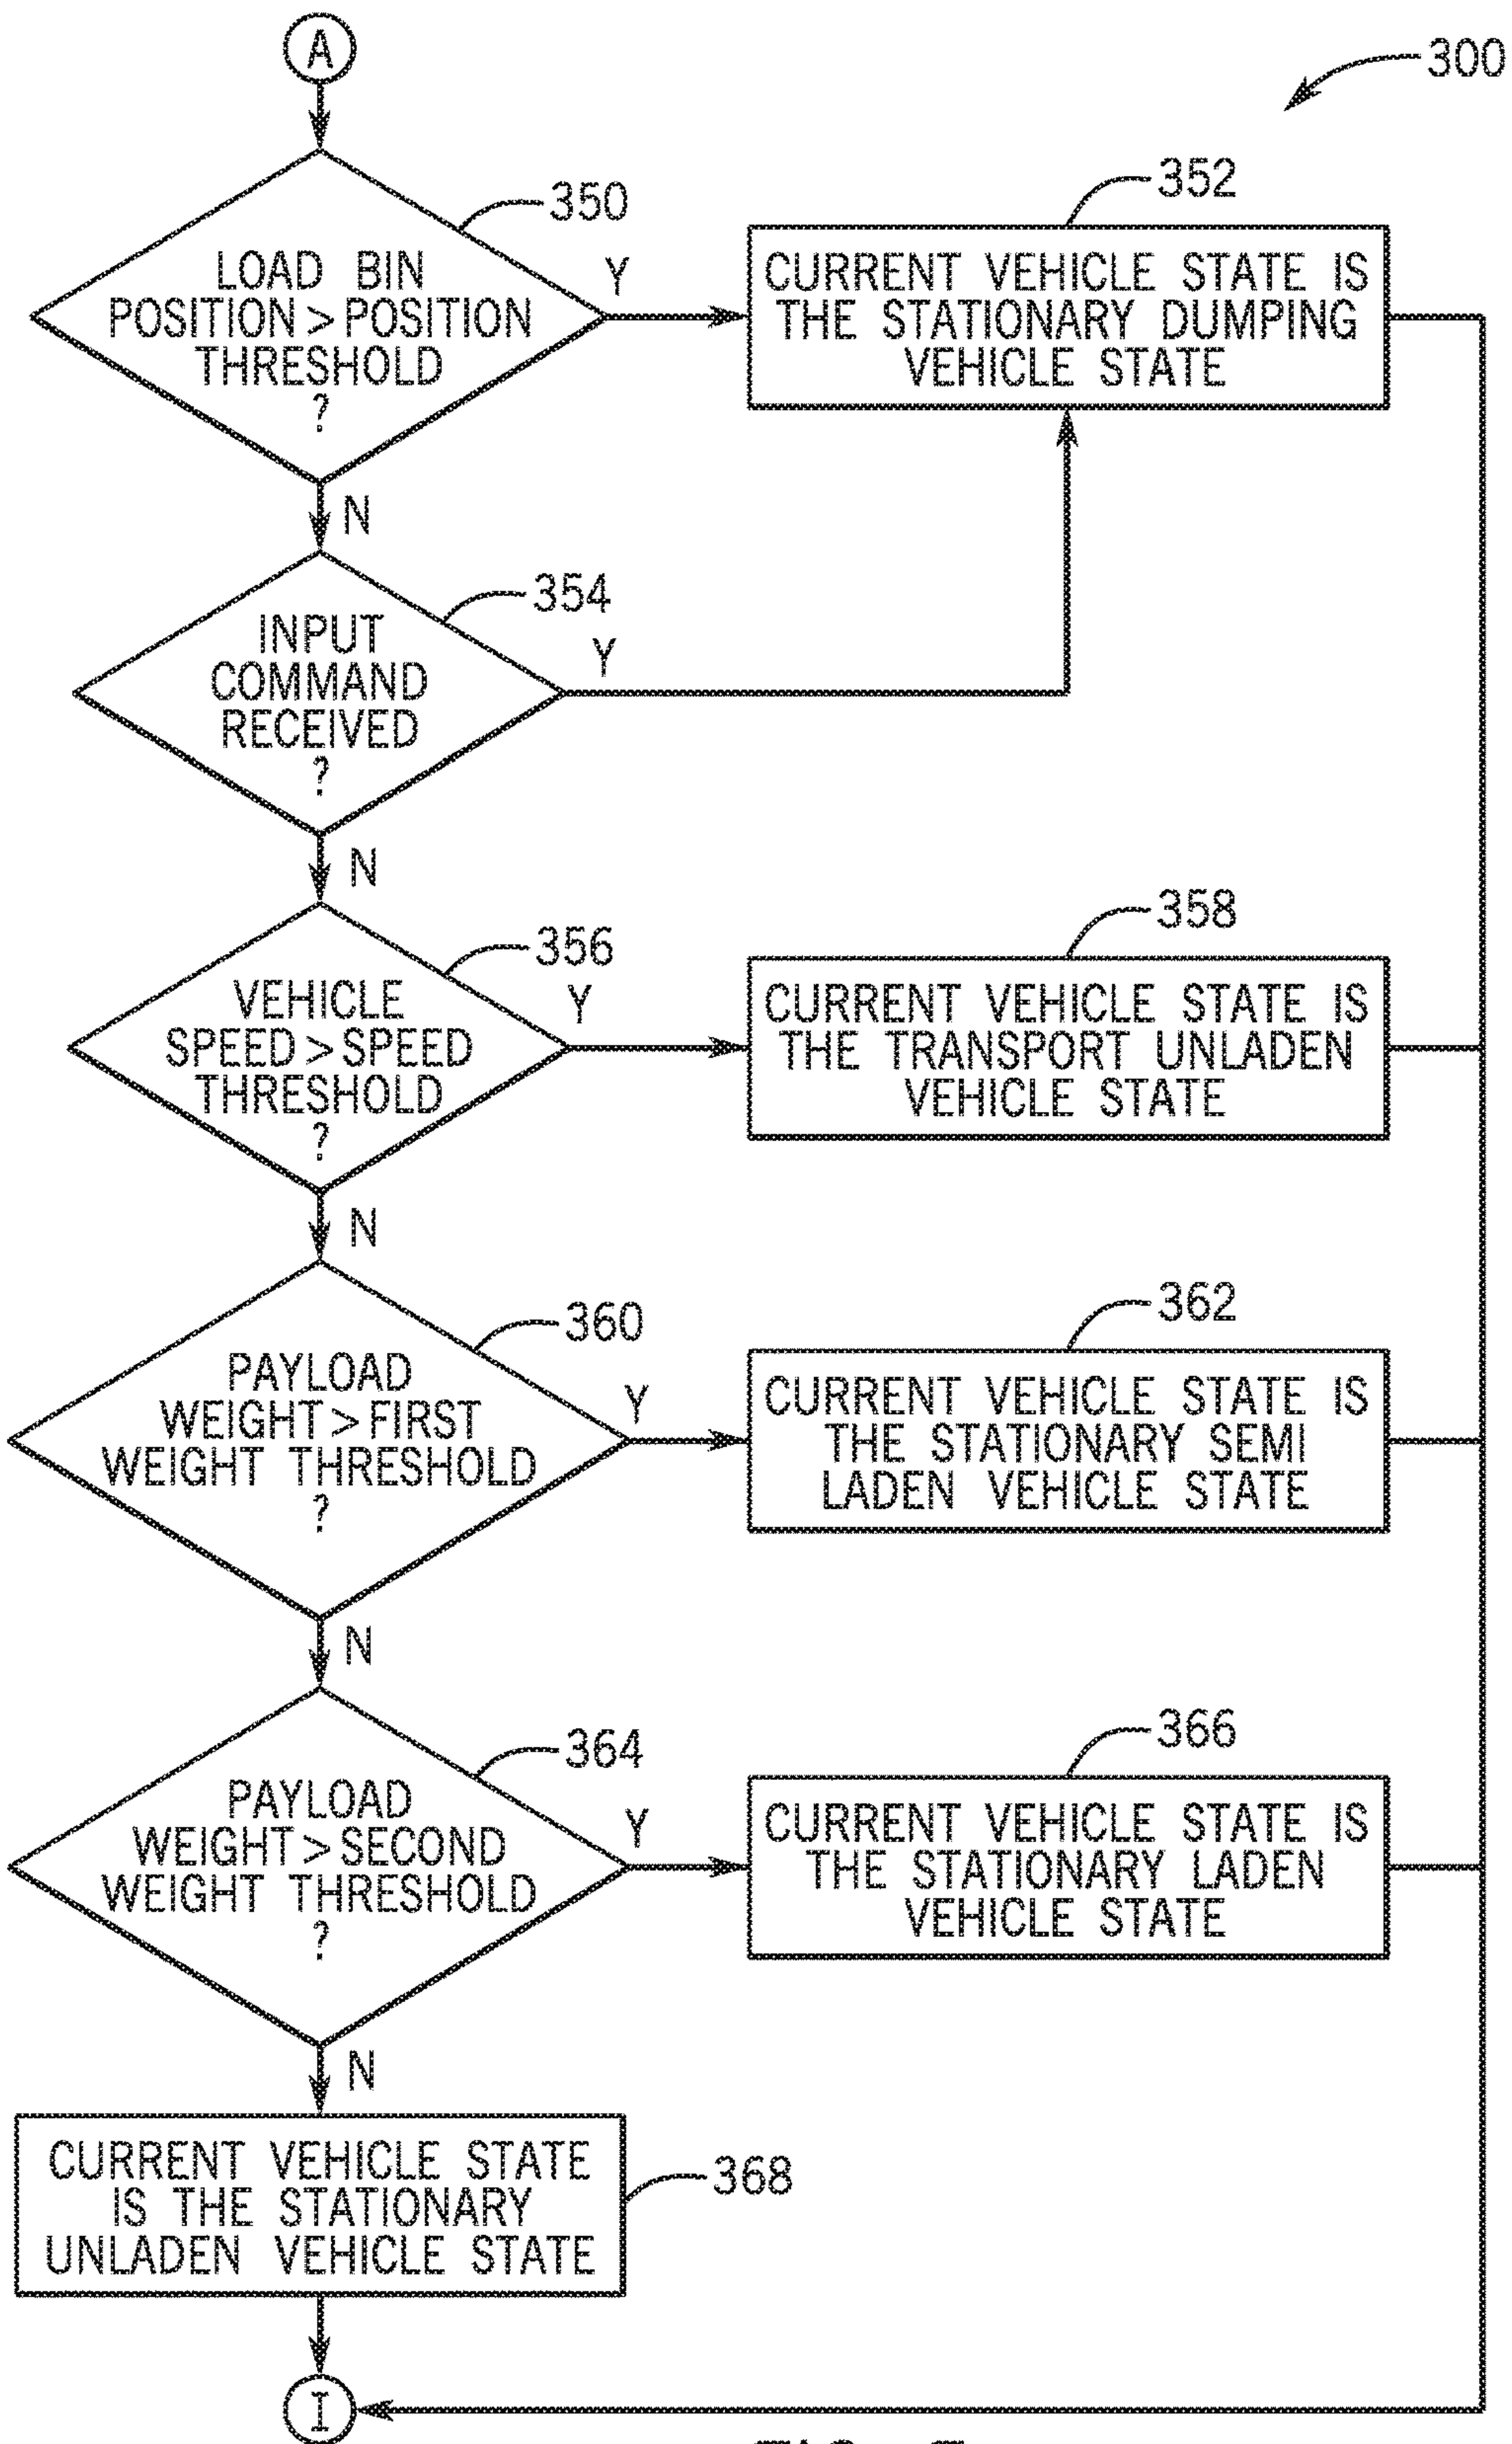 A
300
350
LOAD BIN
POSITION > POSITION
THRESHOLD
?
Y
352
CURRENT VEHICLE STATE IS
THE STATIONARY DUMPING
VEHICLE STATE
N
354
INPUT
COMMAND
RECEIVED
?
Y
N
356
VEHICLE
SPEED > SPEED
THRESHOLD
?
Y
358
CURRENT VEHICLE STATE IS
THE TRANSPORT UNLADEN
VEHICLE STATE
N
360
PAYLOAD
WEIGHT > FIRST
WEIGHT THRESHOLD
?
Y
362
CURRENT VEHICLE STATE IS
THE STATIONARY SEMI
LADEN VEHICLE STATE
N
364
PAYLOAD
WEIGHT > SECOND
WEIGHT THRESHOLD
?
Y
366
CURRENT VEHICLE STATE IS
THE STATIONARY LADEN
VEHICLE STATE
N
CURRENT VEHICLE STATE
IS THE STATIONARY
UNLADEN VEHICLE STATE
368
I